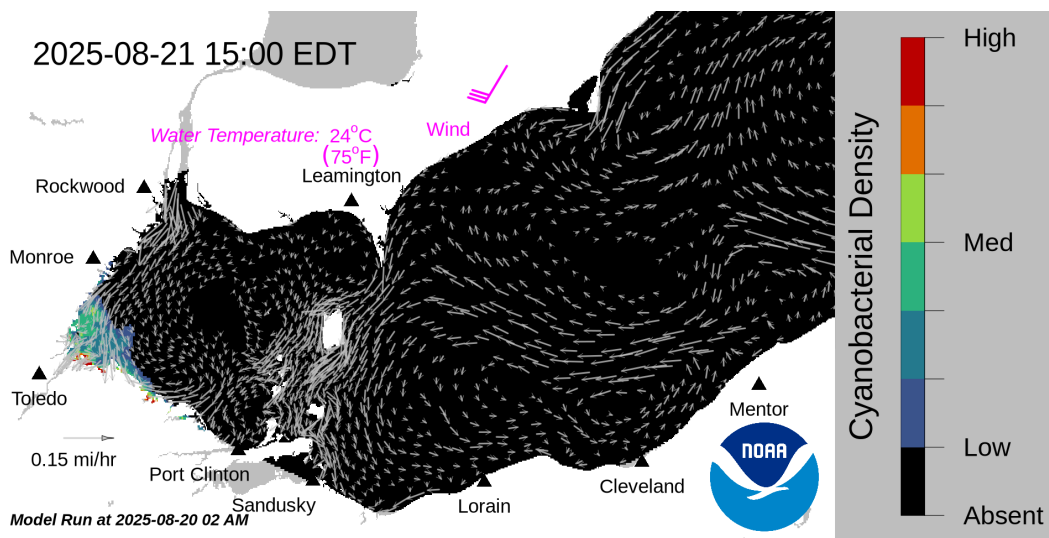 2025-08-21 15:00 EDT
Water Temperature: 24°C
(75°F)
Wind
Leamington
Rockwood
Monroe
Toledo
0.15 mi/hr
Port Clinton
Sandusky
Lorain
Cleveland
Mentor
NOAA
Model Run at 2025-08-20 02 AM
Cyanobacterial Density
High
Med
Low
Absent